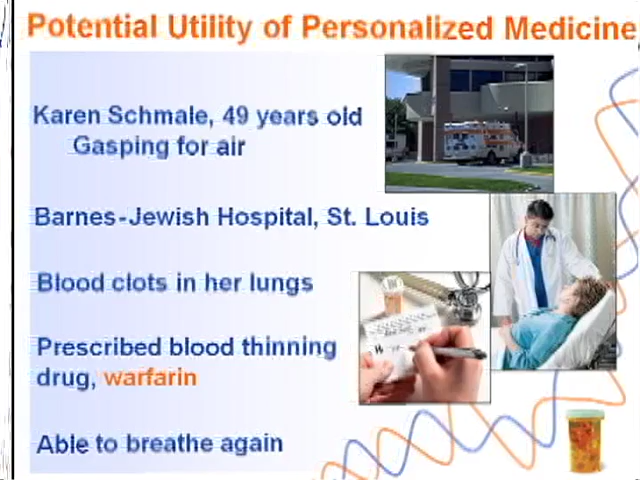 Potential Utility of Personalized Medicine
Karen Schmale, 49 years old
Gasping for air
Barnes-Jewish Hospital, St. Louis
Blood clots in her lungs
Prescribed blood thinning
drug, warfarin
Able to breathe again